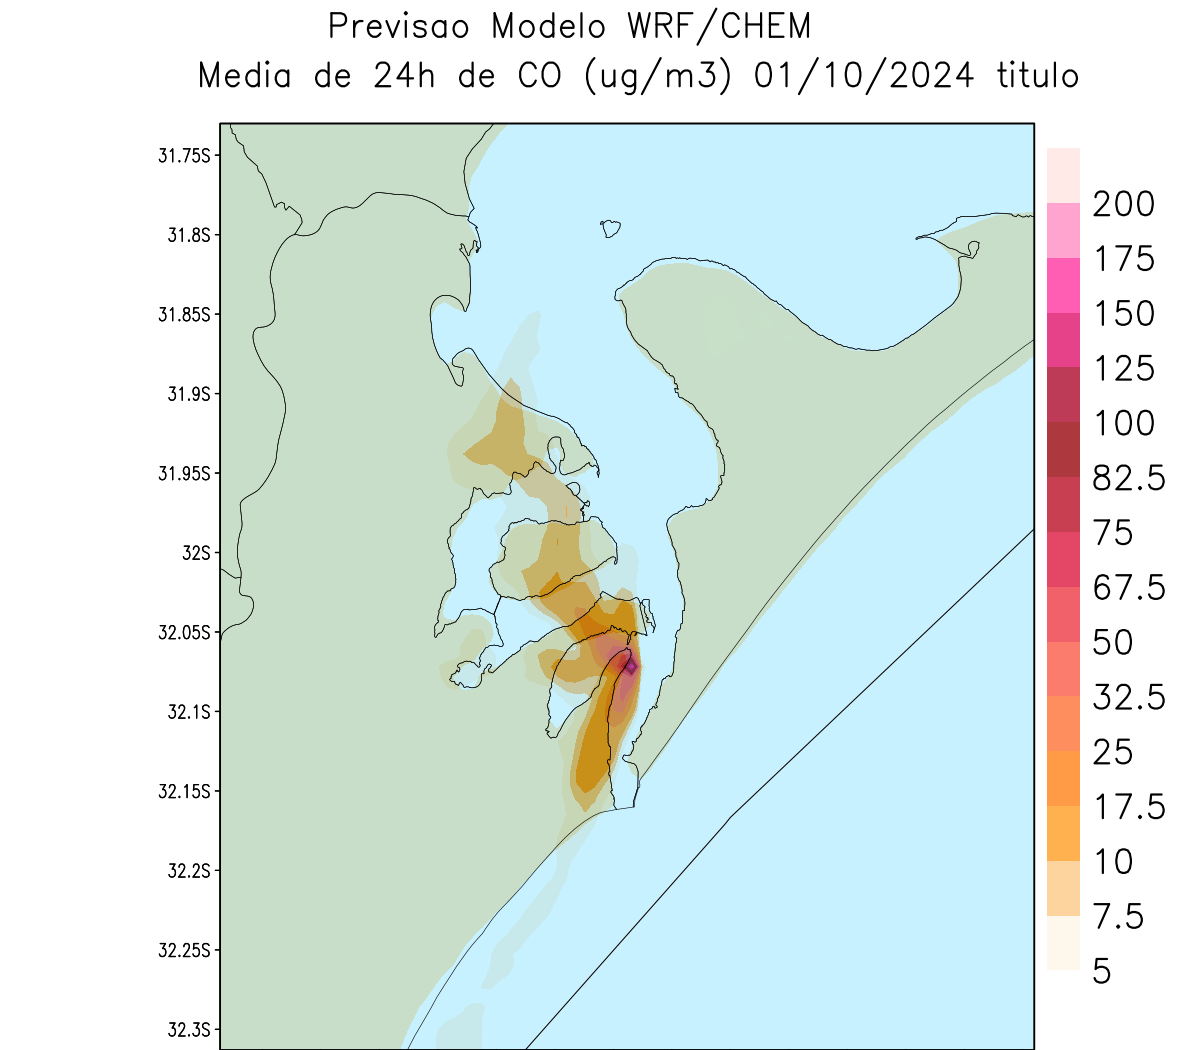 Previsao Modelo WRF/CHEM
Media de 24h de CO (ug/m3) 01/10/2024 titulo
31.75S
31.8S
31.85S
31.9S
31.95S
32S
32.05S
32.1S
32.15S
32.2S
32.25S
32.3S
200
175
150
125
100
82.5
75
67.5
50
32.5
25
17.5
10
7.5
5